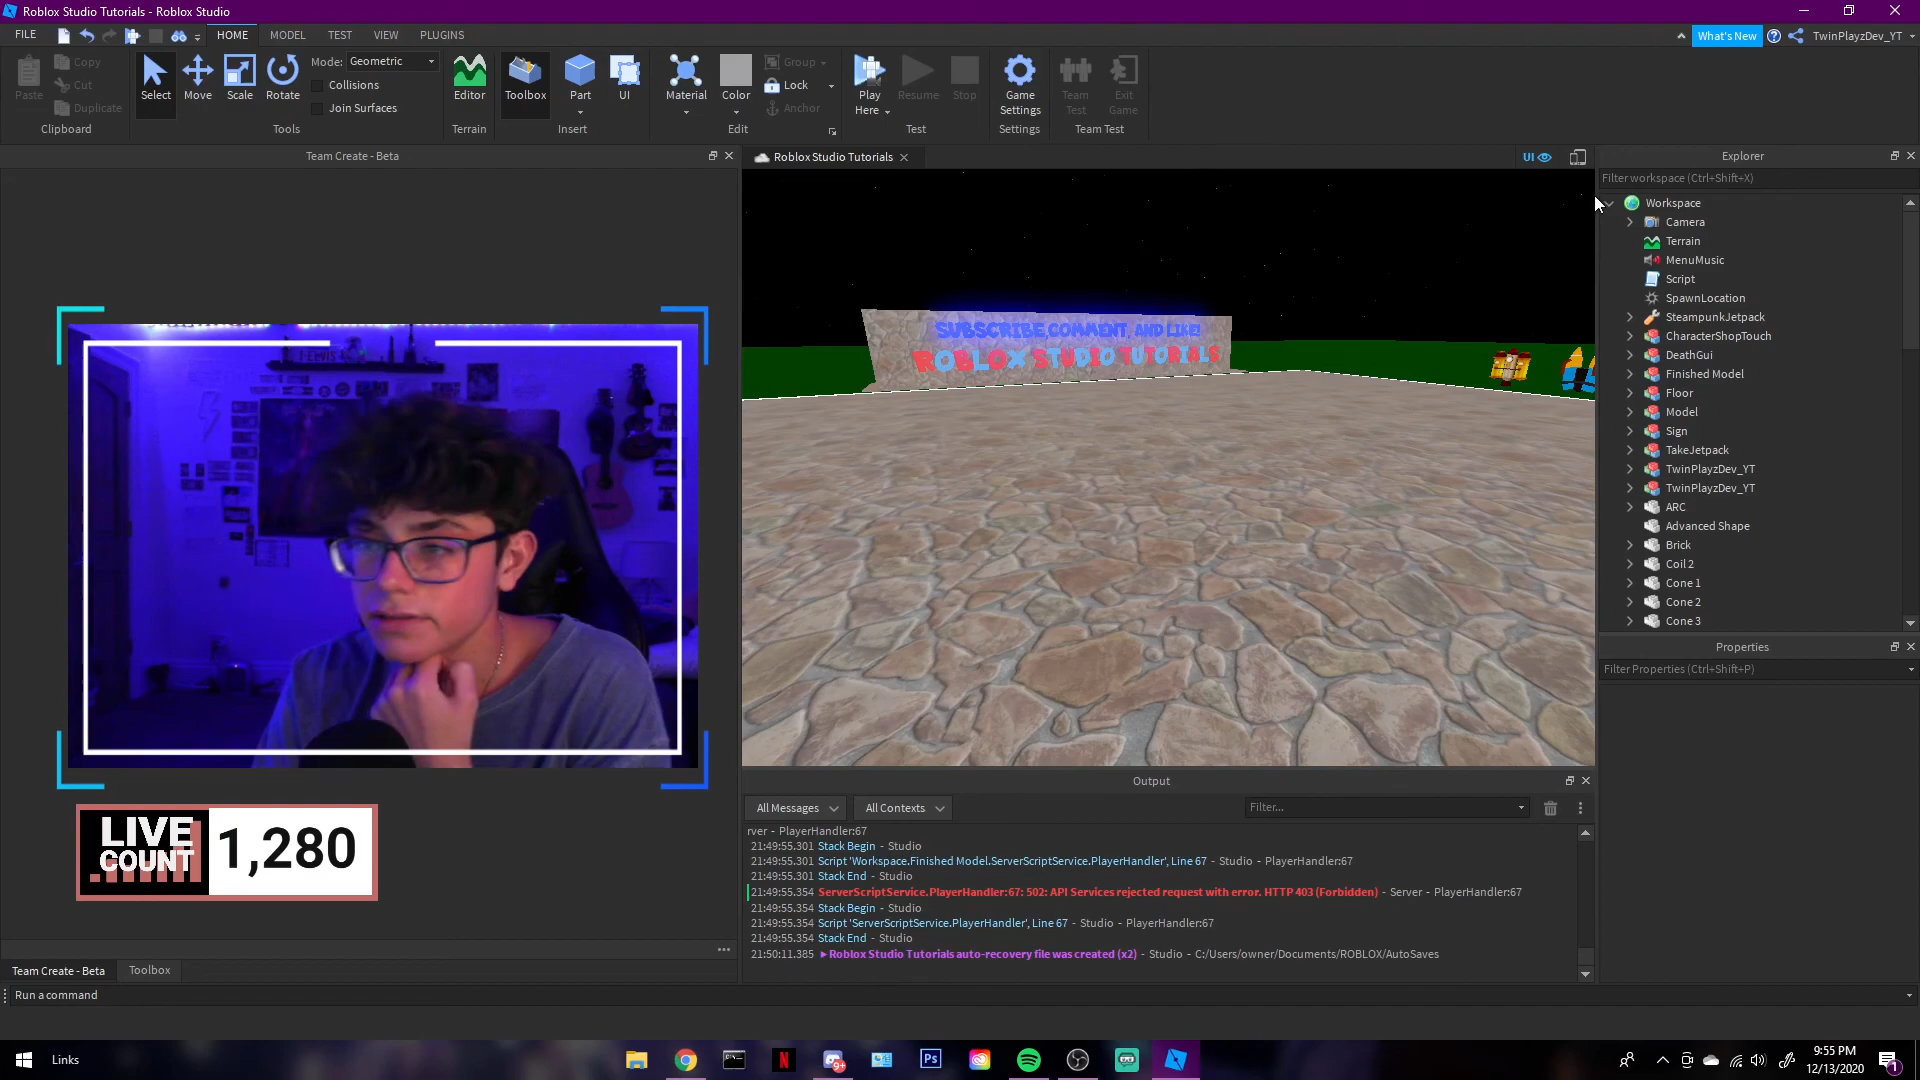 Roblox Studio Tutorials - Roblox Studio
FILE
HOME
MODEL
TEST
VIEW
PLUGINS
What's New
TwinPlayzDev_YT
Paste
Copy
Cut
Duplicate
Clipboard
Select
Move
Scale
Rotate
Mode: Geometric
Collisions
Join Surfaces
Tools
Editor
Terrain
Toolbox
Part
UI
Insert
Material
Color
Group
Lock
Anchor
Edit
Play
Here
Resume
Stop
Test
Game
Settings
Settings
Team
Test
Exit
Game
Team Test
Team Create - Beta
Roblox Studio Tutorials
UI
Explorer
Filter workspace (Ctrl+Shift+X)
Workspace
Camera
Terrain
MenuMusic
Script
SpawnLocation
SteampunkJetpack
CharacterShopTouch
DeathGui
Finished Model
Floor
Model
Sign
TakeJetpack
TwinPlayzDev_YT
TwinPlayzDev_YT
ARC
Advanced Shape
Brick
Coil 2
Cone 1
Cone 2
Cone 3
Properties
Filter Properties (Ctrl+Shift+P)
SUBSCRIBE,COMMENT, AND LIKE!
ROBLOX STUDIO TUTORIALS
LIVE
COUNT
1,280
Output
All Messages
All Contexts
Filter...
rver - PlayerHandler:67
21:49:55.301 Stack Begin - Studio
21:49:55.301 Script 'Workspace.Finished Model.ServerScriptService.PlayerHandler', Line 67 - Studio - PlayerHandler:67
21:49:55.301 Stack End - Studio
21:49:55.354 ServerScriptService.PlayerHandler:67: 502: API Services rejected request with error. HTTP 403 (Forbidden) - Server - PlayerHandler:67
21:49:55.354 Stack Begin - Studio
21:49:55.354 Script 'ServerScriptService.PlayerHandler', Line 67 - Studio - PlayerHandler:67
21:49:55.354 Stack End - Studio
21:50:11.385 Roblox Studio Tutorials auto-recovery file was created (x2) - Studio - C:/Users/owner/Documents/ROBLOX/AutoSaves
Team Create - Beta
Toolbox
Run a command
Links
N
9+
Ps
9:55 PM
12/13/2020
1